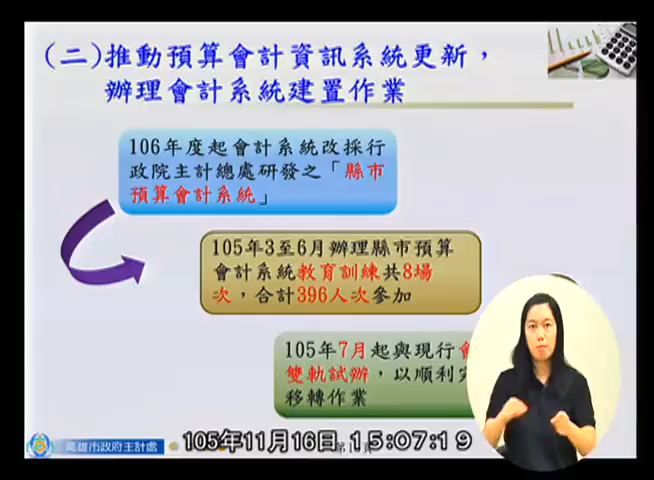 (二)推動預算會計資訊系統更新，
辦理會計系統建置作業
106年度起會計系統改採行
政院主計總處研發之「縣市
預算會計系統」
105年3至6月辦理縣市預算
會計系統教育訓練共8場
次，合計396人次參加
105年7月起與現行會
雙軌試辦，以順利完
移轉作業
高雄市政府主計處
105年11月16日 15:07:19